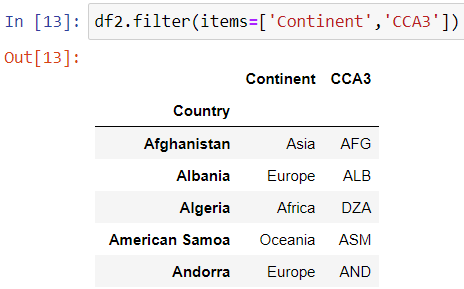 In [13]: df2.filter(items=['Continent','CCA3'])
Out[13]:
Continent CCA3
Country
Afghanistan Asia AFG
Albania Europe ALB
Algeria Africa DZA
American Samoa Oceania ASM
Andorra Europe AND